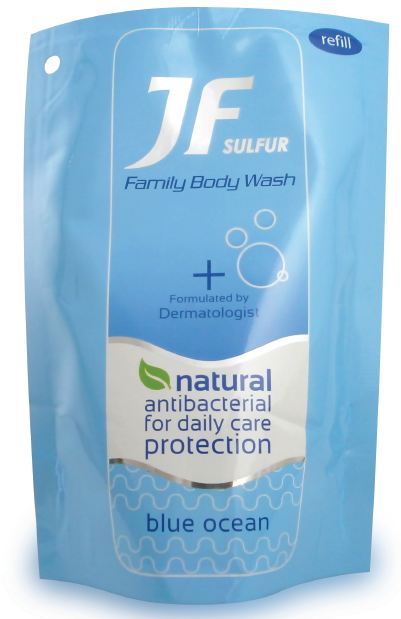 refill
JF
SULFUR
Family Body Wash
+
Formulated by
Dermatologist
natural
antibacterial
for daily care
protection
blue ocean